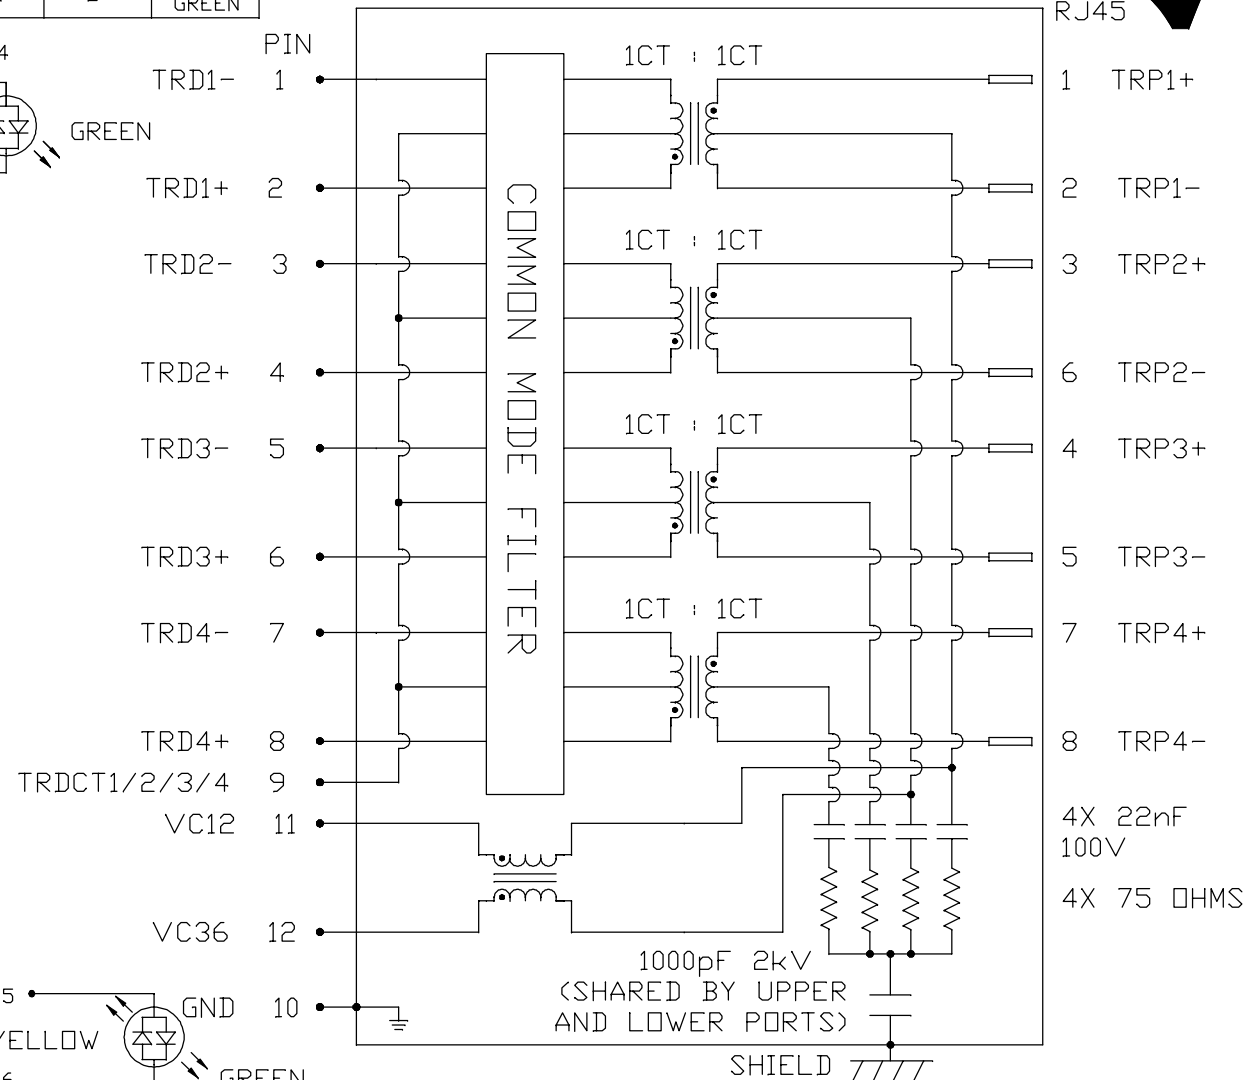 GREEN
RJ45
PIN
1CT : 1CT
TRD1- 1
1 TRP1+
4
GREEN
TRD1+ 2
2 TRP1-
1CT : 1CT
TRD2- 3
3 TRP2+
TRD2+ 4
6 TRP2-
1CT : 1CT
TRD3- 5
4 TRP3+
COMMON MODE FILTER
TRD3+ 6
5 TRP3-
1CT : 1CT
TRD4- 7
7 TRP4+
TRD4+ 8
8 TRP4-
TRDCT1/2/3/4 9
VC12 11
4X 22nF
100V
4X 75 OHMS
VC36 12
1000pF 2kV
(SHARED BY UPPER
AND LOWER PORTS)
5
GND 10
YELLOW
SHIELD
GREEN